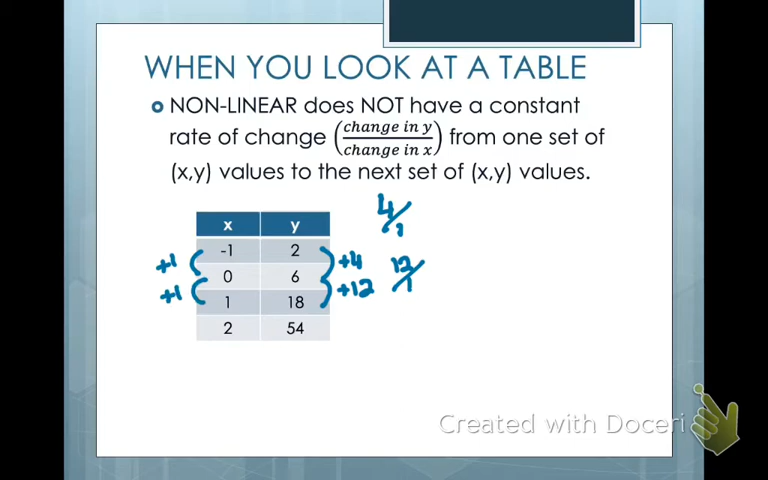 WHEN YOU LOOK AT A TABLE
NON-LINEAR does NOT have a constant
rate of change (change in y / change in x) from one set of
(x,y) values to the next set of (x,y) values.
4/1
x y
-1 2
+1 +4 12/1
0 6
+1 +12
1 18
2 54
Created with Doceri